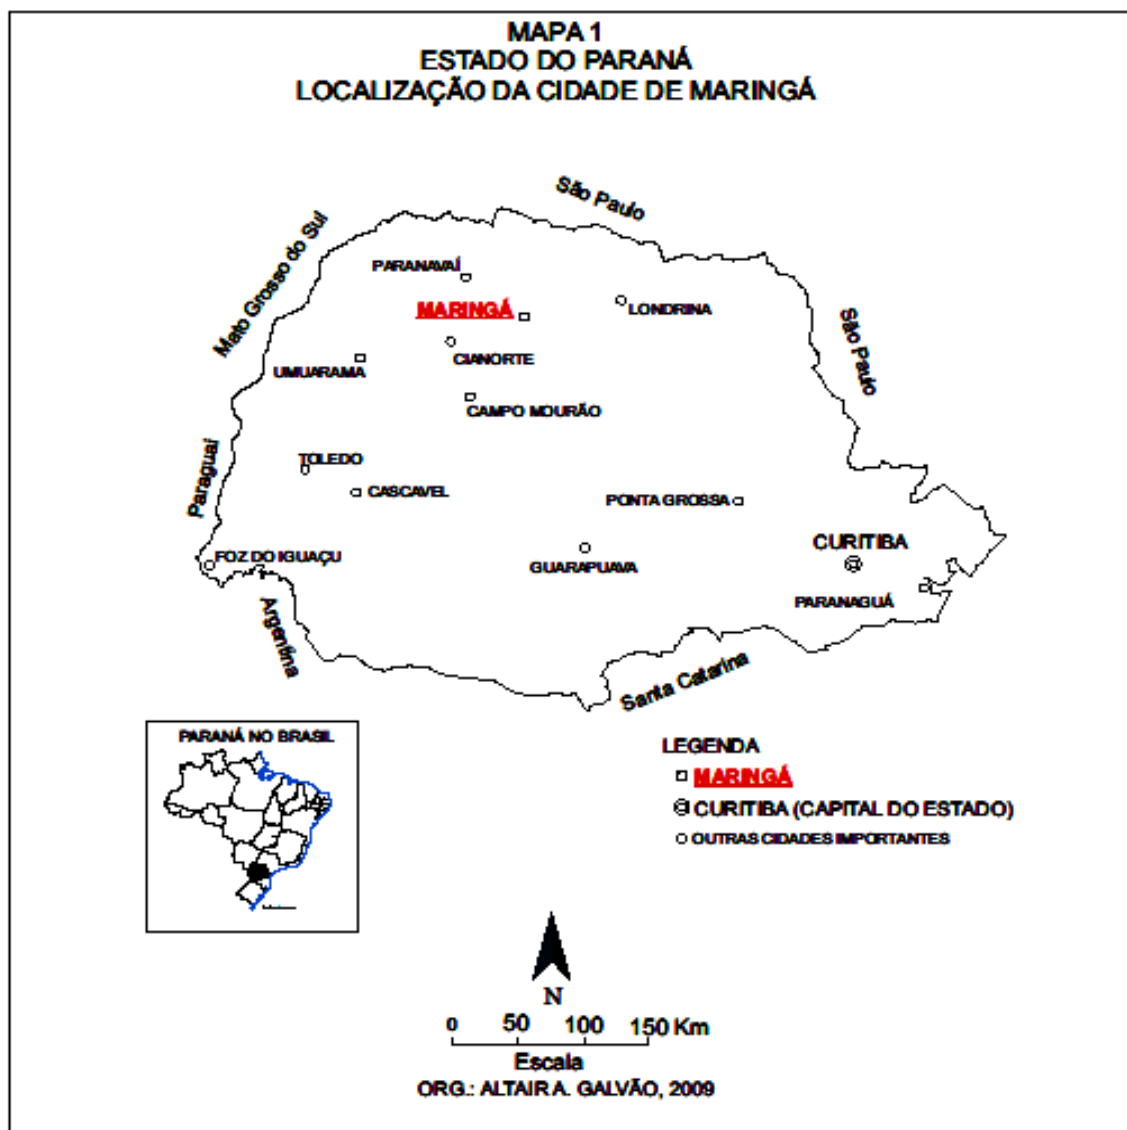 MAPA 1
ESTADO DO PARANÁ
LOCALIZAÇÃO DA CIDADE DE MARINGÁ
São Paulo
Mato Grosso do Sul
PARANAVAÍ
MARINGÁ
LONDRINA
São Paulo
CIANORTE
UMUARAMA
CAMPO MOURÃO
Paraguai
TOLEDO
CASCAVEL
PONTA GROSSA
CURITIBA
FOZ DO IGUAÇU
GUARAPUAVA
PARANAGUÁ
Argentina
Santa Catarina
PARANÁ NO BRASIL
LEGENDA
MARINGÁ
CURITIBA (CAPITAL DO ESTADO)
OUTRAS CIDADES IMPORTANTES
N
0 50 100 150 Km
Escala
ORG.: ALTAIR A. GALVÃO, 2009